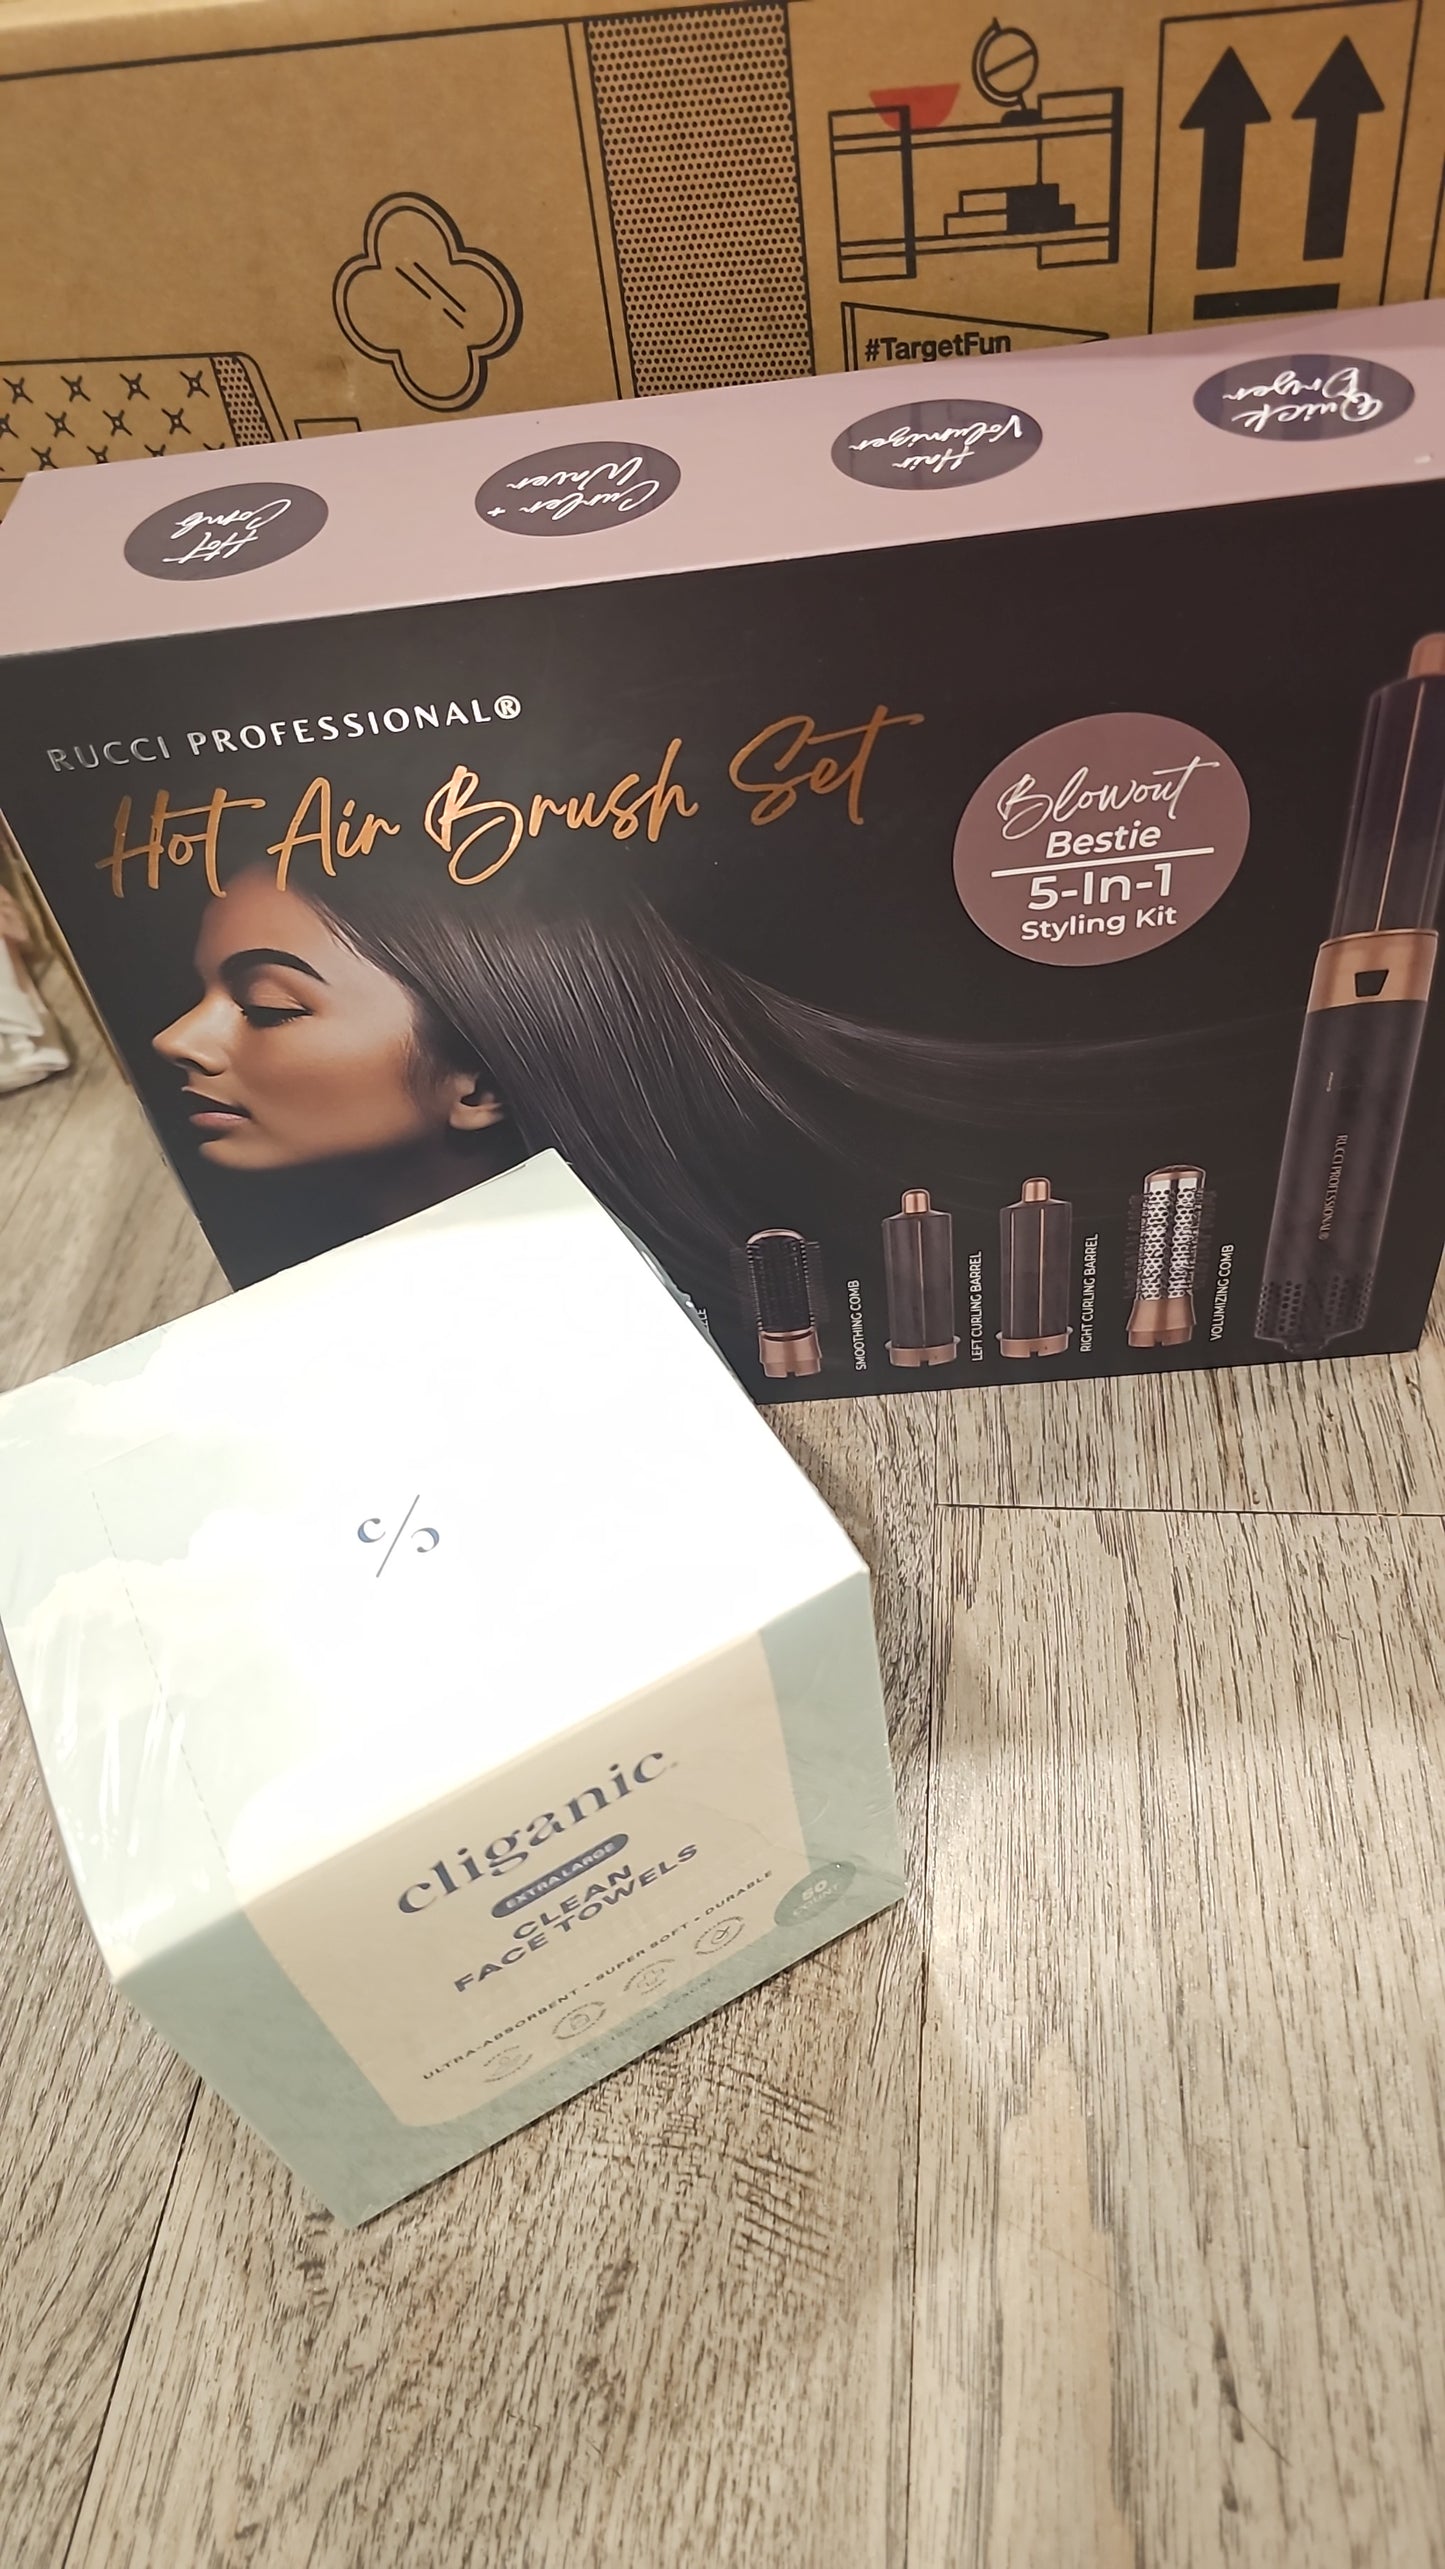 #TargetFun
Hot
Comb
Curler +
Waver
Hair
Volumizer
Quick
Dryer
RUCCI PROFESSIONAL®
Hot Air Brush Set
Blowout
Bestie
5-In-1
Styling Kit
RUCCI PROFESSIONAL®
SMOOTHING COMB
LEFT CURLING BARREL
RIGHT CURLING BARREL
VOLUMIZING COMB
c/c
cliganic
EXTRA LARGE
CLEAN
FACE TOWELS
ULTRA-ABSORBENT • SUPER SOFT • DURABLE
50
COUNT